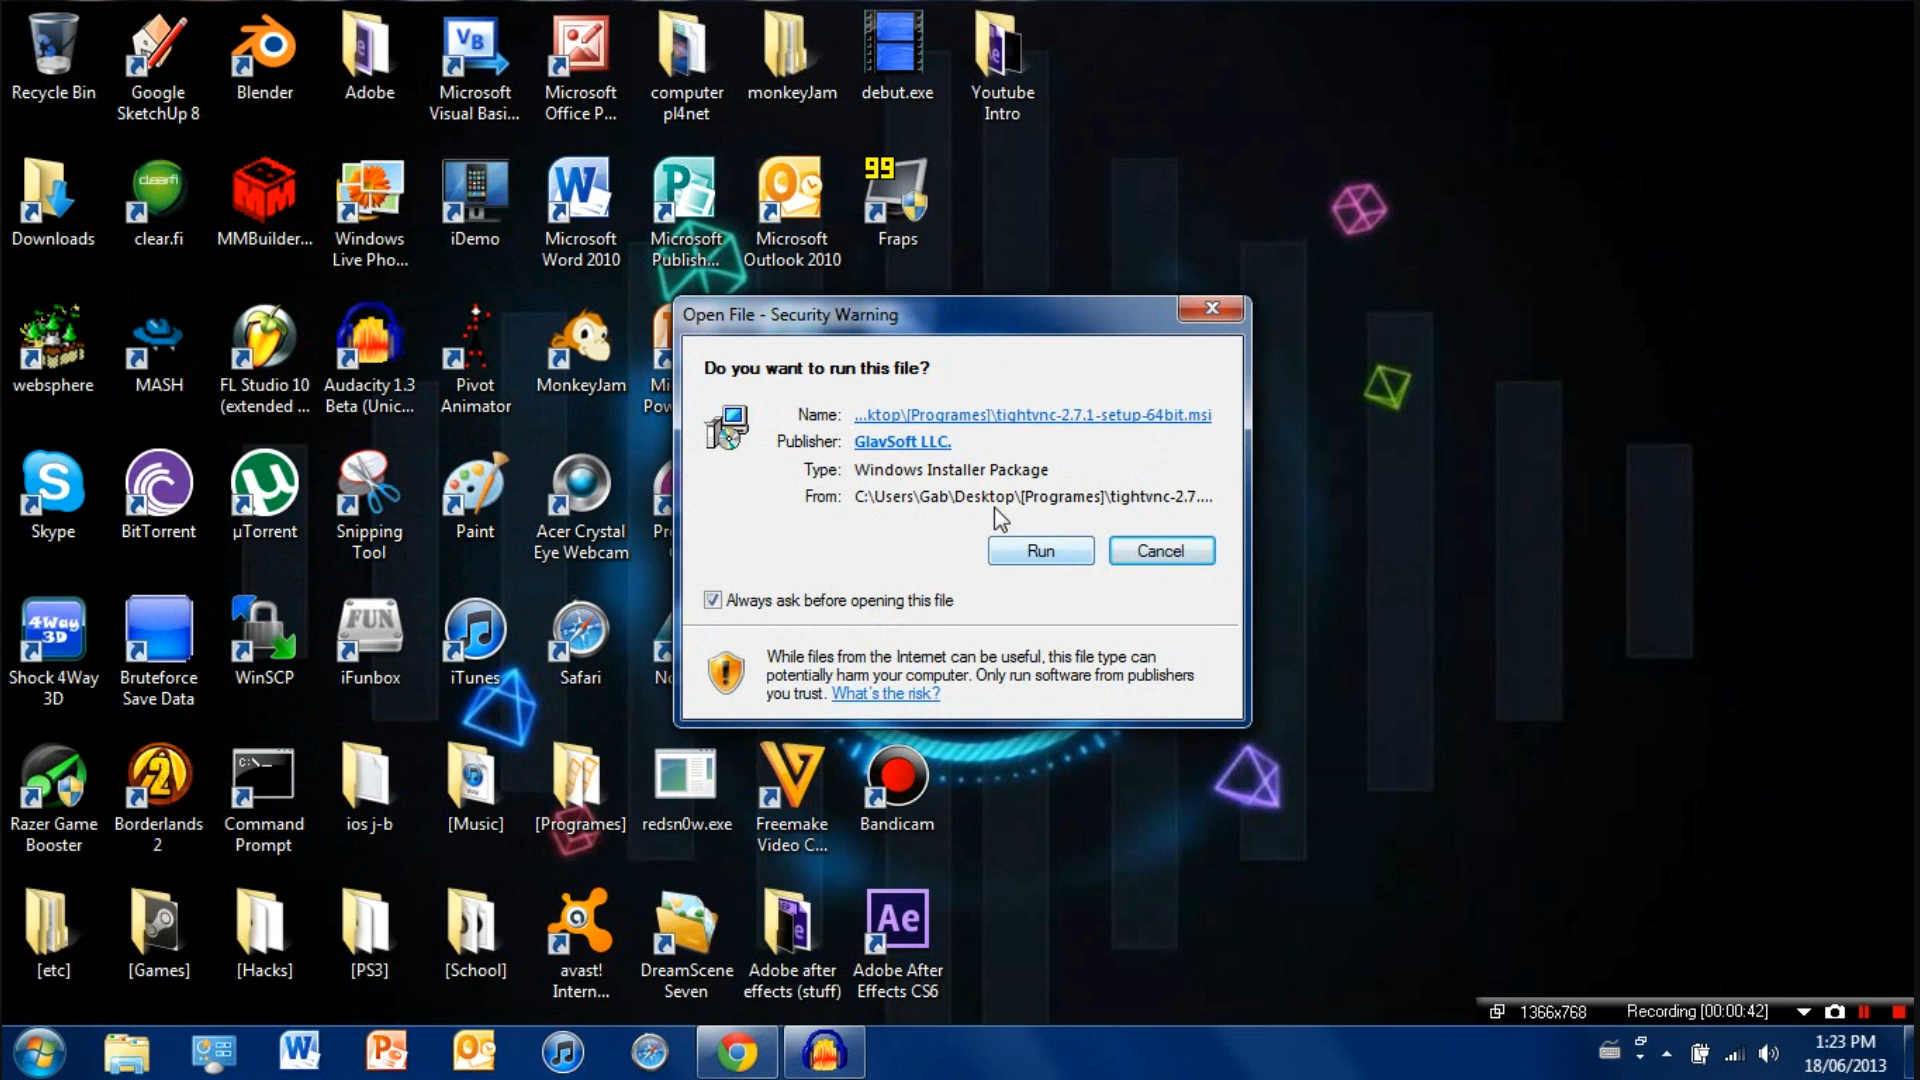 Recycle Bin
Google
SketchUp 8
Blender
Adobe
Microsoft
Visual Basi...
Microsoft
Office P...
computer
pl4net
monkeyJam
debut.exe
Youtube
Intro
Downloads
clearfi
clear.fi
MMBuilder...
Windows
Live Pho...
iDemo
Microsoft
Word 2010
Microsoft
Publish...
Microsoft
Outlook 2010
99
Fraps
websphere
MASH
FL Studio 10
(extended ...
Audacity 1.3
Beta (Unic...
Pivot
Animator
MonkeyJam
Mi
Pow
Open File - Security Warning
Do you want to run this file?
Name: ...ktop\[Programes]\tightvnc-2.7.1-setup-64bit.msi
Publisher: GlavSoft LLC.
Type: Windows Installer Package
From: C:\Users\Gab\Desktop\[Programes]\tightvnc-2.7....
Run
Cancel
Always ask before opening this file
While files from the Internet can be useful, this file type can
potentially harm your computer. Only run software from publishers
you trust. What's the risk?
Skype
BitTorrent
µTorrent
Snipping
Tool
Paint
Acer Crystal
Eye Webcam
4Way
3D
Shock 4Way
3D
Bruteforce
Save Data
WinSCP
FUN
iFunbox
iTunes
Safari
Razer Game
Booster
Borderlands
2
C:\_
Command
Prompt
ios j-b
[Music]
[Programes]
redsn0w.exe
Freemake
Video C...
Bandicam
[etc]
[Games]
[Hacks]
[PS3]
[School]
avast!
Intern...
DreamScene
Seven
Adobe after
effects (stuff)
Ae
Adobe After
Effects CS6
1366x768
Recording [00:00:42]
1:23 PM
18/06/2013